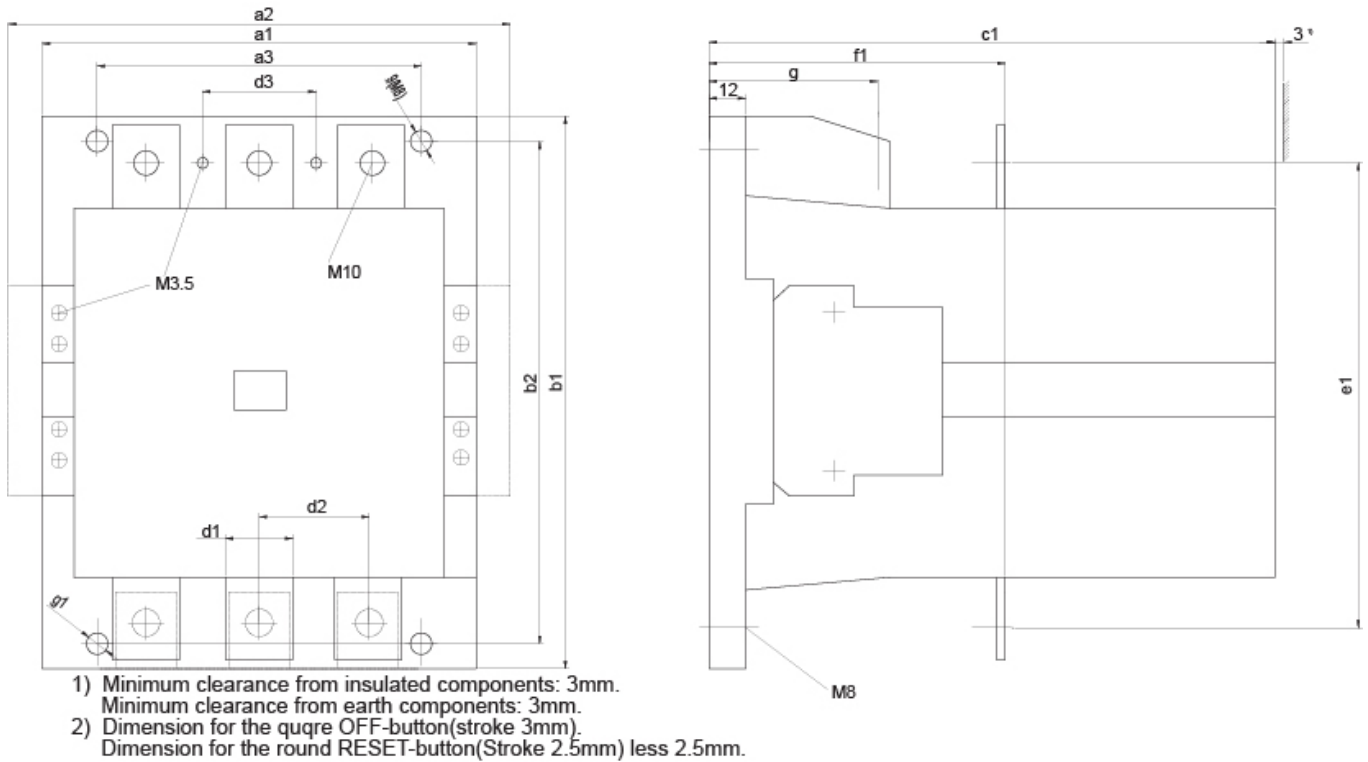 a2
a1
a3
d3
M3.5
M10
b2
b1
d2
d1
g1
c1
3
f1
g
12
e1
M8
1) Minimum clearance from insulated components: 3mm.
Minimum clearance from earth components: 3mm.
2) Dimension for the quqre OFF-button(stroke 3mm).
Dimension for the round RESET-button(Stroke 2.5mm) less 2.5mm.